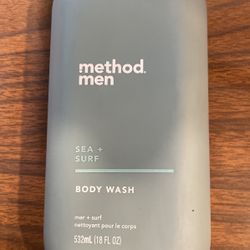 method.
men
SEA +
SURF
BODY WASH
mer + surf
nettoyant pour le corps
532mL (18 FL OZ)